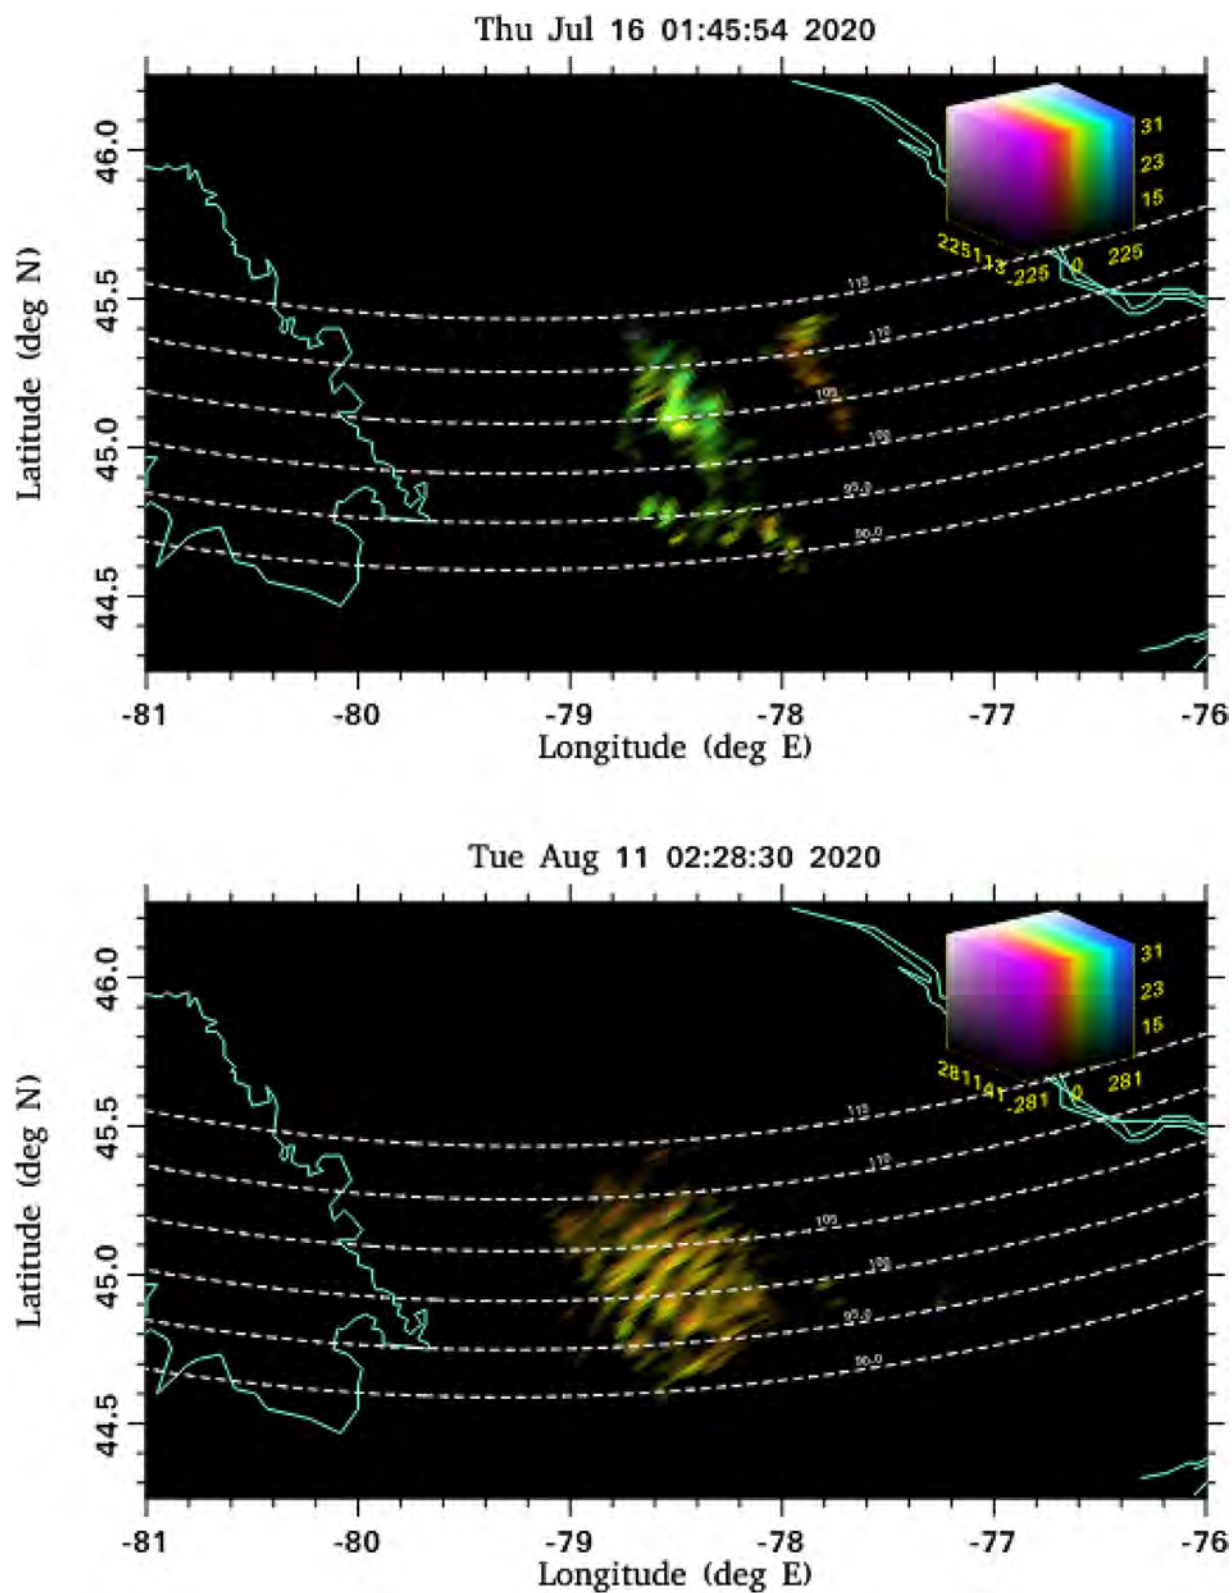 Thu Jul 16 01:45:54 2020
Latitude (deg N)
46.0
45.5
45.0
44.5
31
23
15
225 113 -225 0 225
115
110
105
100
95.0
90.0
-81 -80 -79 -78 -77 -76
Longitude (deg E)
Tue Aug 11 02:28:30 2020
Latitude (deg N)
46.0
45.5
45.0
44.5
31
23
15
281 141 -281 0 281
115
110
105
100
95.0
90.0
-81 -80 -79 -78 -77 -76
Longitude (deg E)